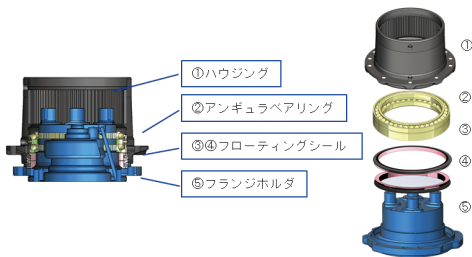 ①ハウジング
②アンギュラベアリング
③④フローティングシール
⑤フランジホルダ
①
②
③
④
⑤